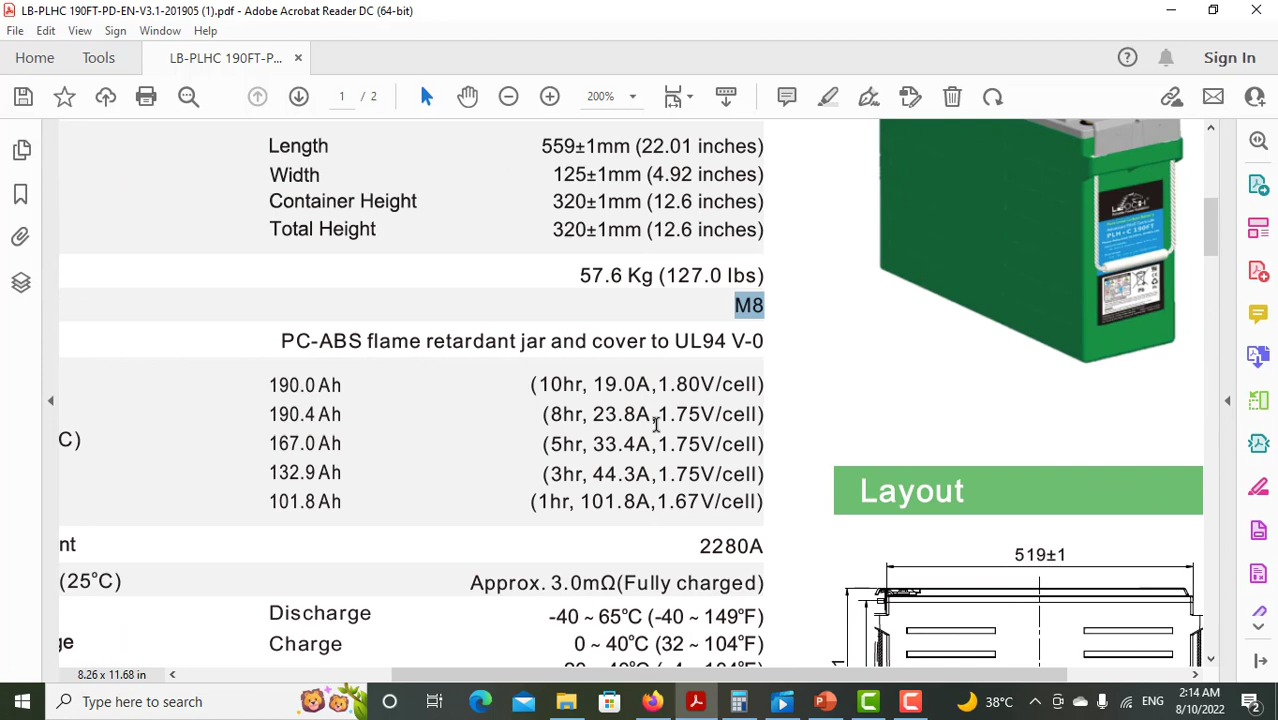 LB-PLHC 190FT-PD-EN-V3.1-201905 (1).pdf - Adobe Acrobat Reader DC (64-bit)
File Edit View Sign Window Help
Home Tools LB-PLHC 190FT-P... Sign In
1 / 2 200%
Length 559±1mm (22.01 inches)
Width 125±1mm (4.92 inches)
Container Height 320±1mm (12.6 inches)
Total Height 320±1mm (12.6 inches)
57.6 Kg (127.0 lbs)
M8
PC-ABS flame retardant jar and cover to UL94 V-0
190.0 Ah (10hr, 19.0A,1.80V/cell)
190.4 Ah (8hr, 23.8A,1.75V/cell)
C) 167.0 Ah (5hr, 33.4A,1.75V/cell)
132.9 Ah (3hr, 44.3A,1.75V/cell)
101.8 Ah (1hr, 101.8A,1.67V/cell)
nt 2280A
(25°C) Approx. 3.0mΩ(Fully charged)
Discharge -40 ~ 65°C (-40 ~ 149°F)
ge Charge 0 ~ 40°C (32 ~ 104°F)
LEOCH
PLH+C 190FT
Layout
519±1
8.26 x 11.68 in
Type here to search
38°C
ENG
2:14 AM
8/10/2022
2